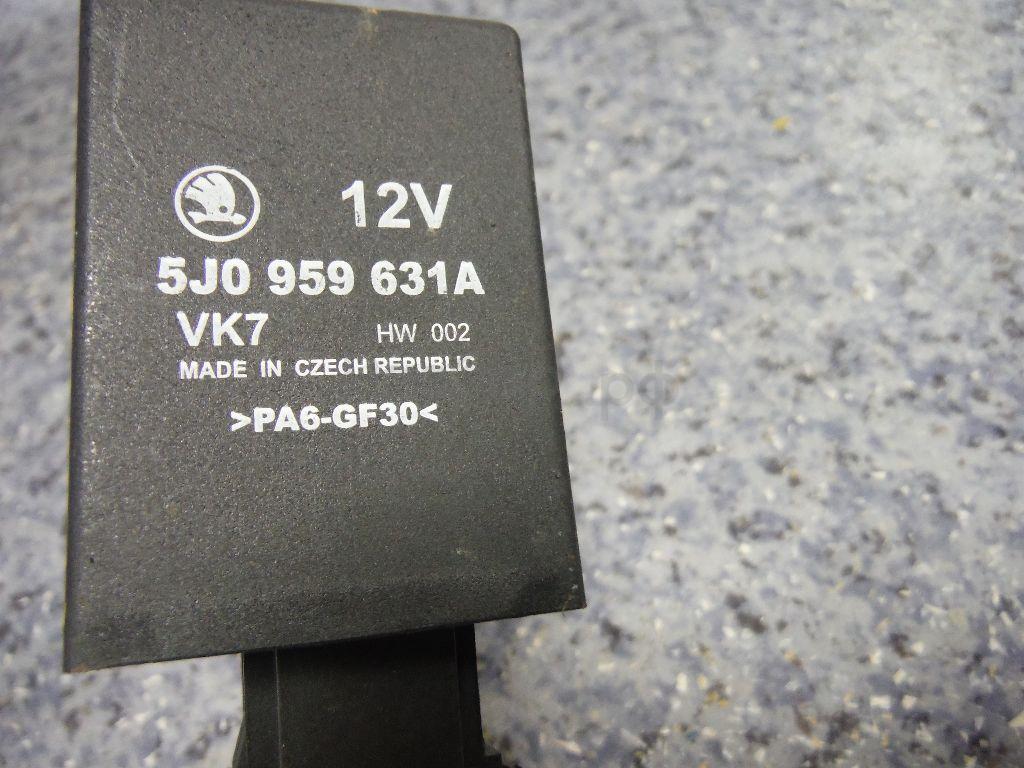 12V
5J0 959 631A
VK7 HW 002
MADE IN CZECH REPUBLIC
>PA6-GF30<